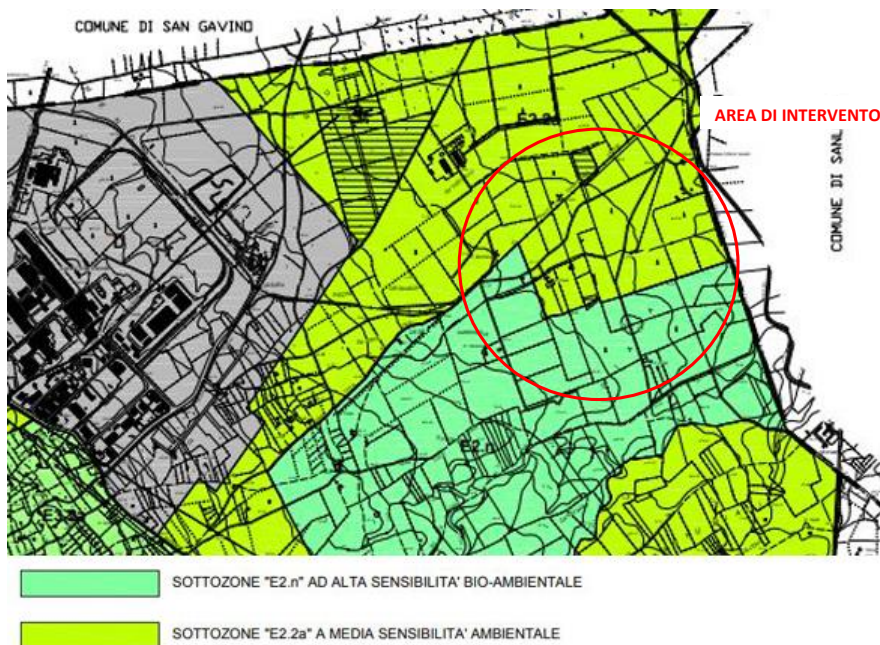 COMUNE DI SAN GAVINO
AREA DI INTERVENTO
COMUNE DI SANL
E2.2a
E2.n
SOTTOZONE "E2.n" AD ALTA SENSIBILITA' BIO-AMBIENTALE
SOTTOZONE "E2.2a" A MEDIA SENSIBILITA' AMBIENTALE